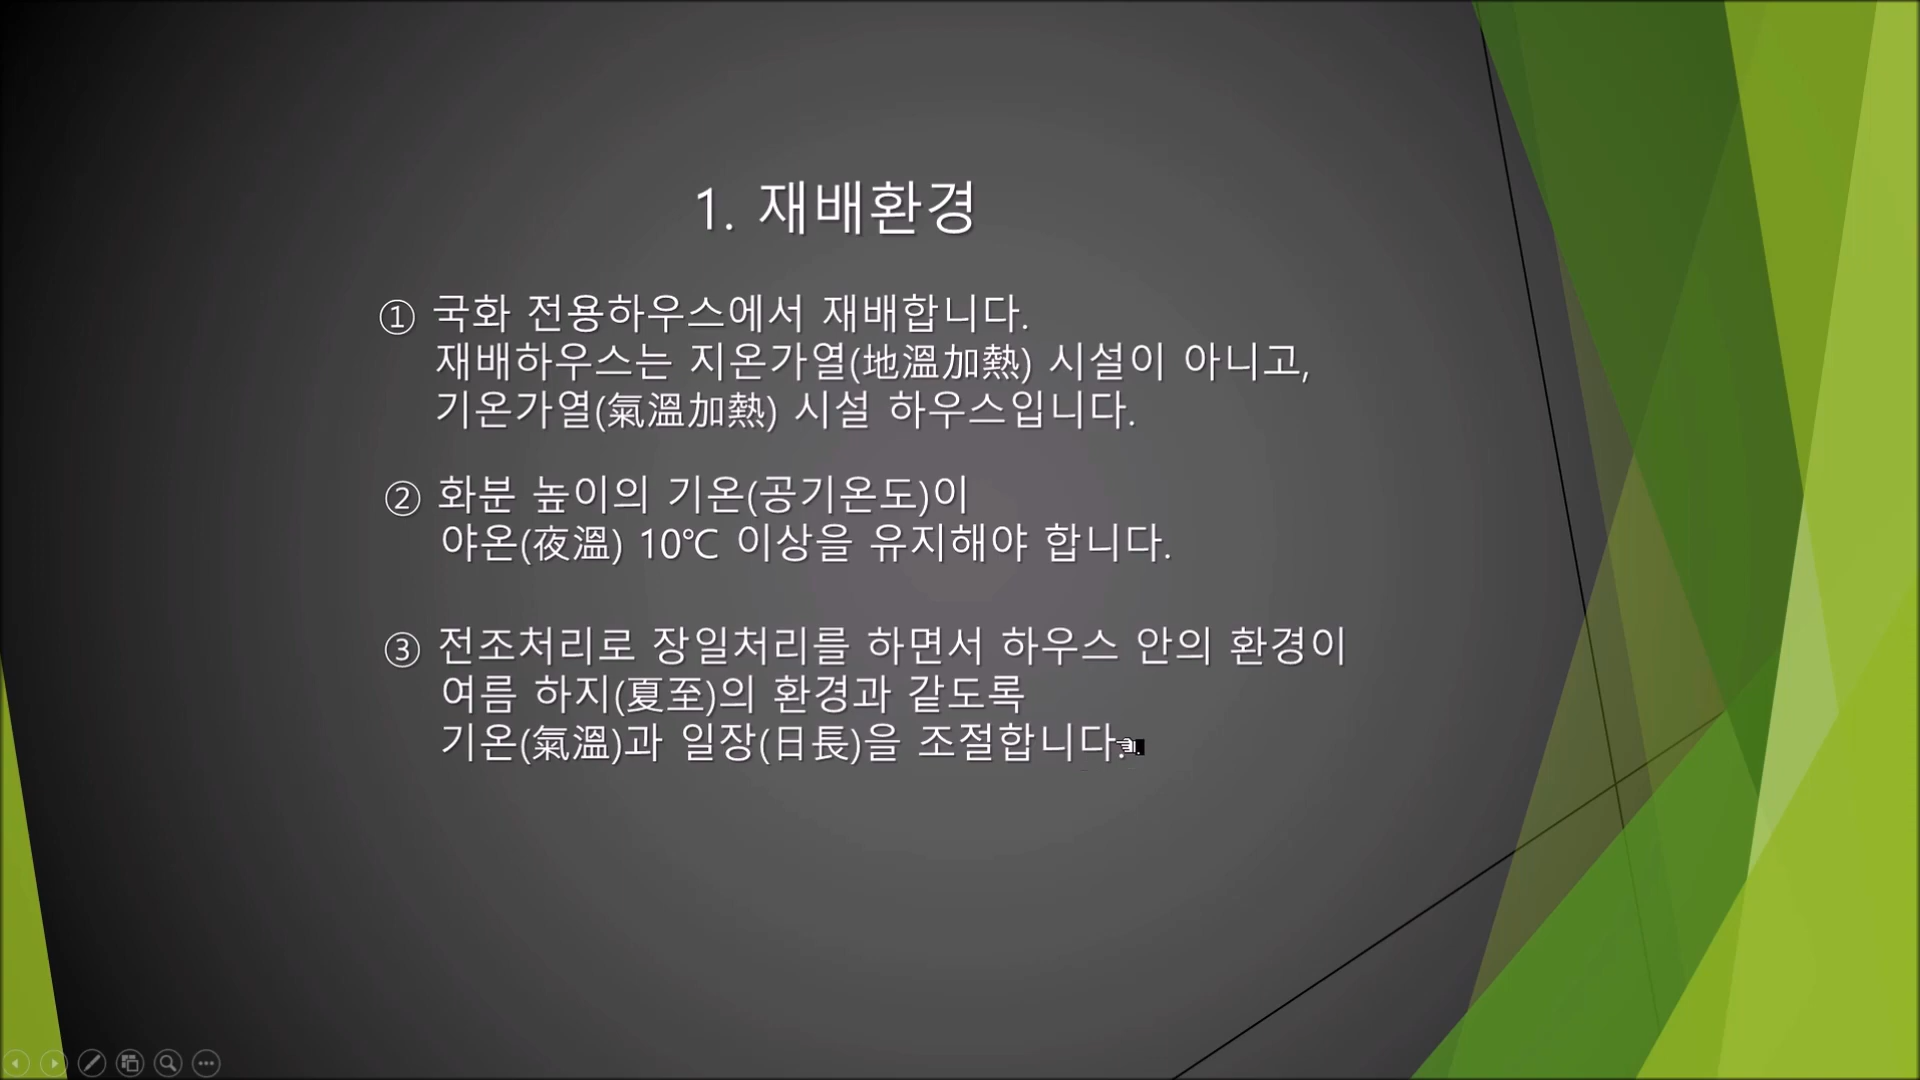 1. 재배환경
① 국화 전용하우스에서 재배합니다.
재배하우스는 지온가열(地溫加熱) 시설이 아니고,
기온가열(氣溫加熱) 시설 하우스입니다.
② 화분 높이의 기온(공기온도)이
야온(夜溫) 10℃ 이상을 유지해야 합니다.
③ 전조처리로 장일처리를 하면서 하우스 안의 환경이
여름 하지(夏至)의 환경과 같도록
기온(氣溫)과 일장(日長)을 조절합니다.